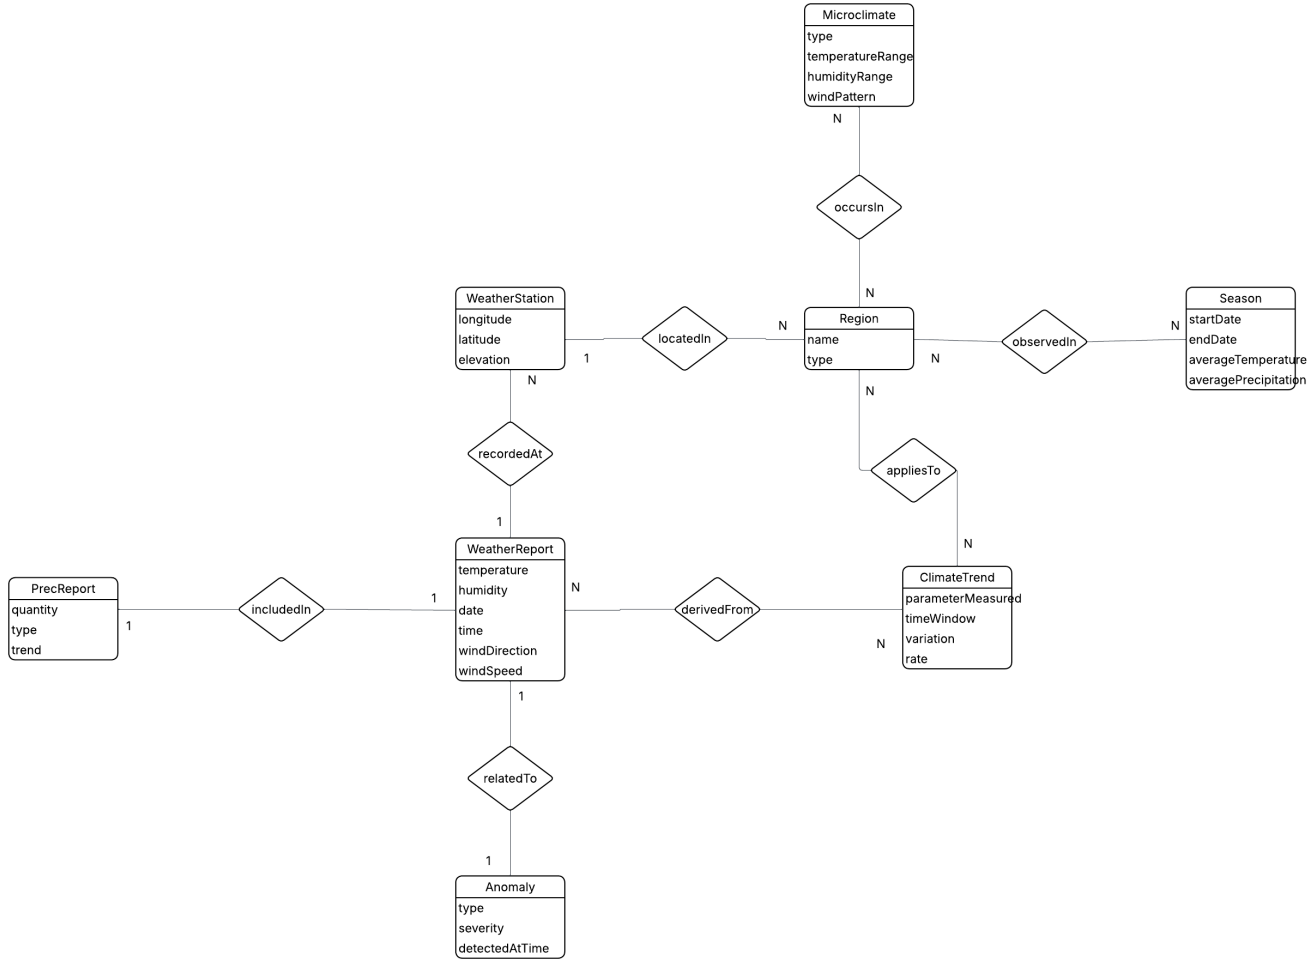 Microclimate
type
temperatureRange
humidityRange
windPattern
N
occursIn
N
WeatherStation
longitude
latitude
elevation
1
locatedIn
N
Region
name
type
N
observedIn
N
Season
startDate
endDate
averageTemperature
averagePrecipitation
N
recordedAt
1
N
appliesTo
N
PrecReport
quantity
type
trend
1
includedIn
1
WeatherReport
temperature
humidity
date
time
windDirection
windSpeed
N
derivedFrom
N
ClimateTrend
parameterMeasured
timeWindow
variation
rate
1
relatedTo
1
Anomaly
type
severity
detectedAtTime